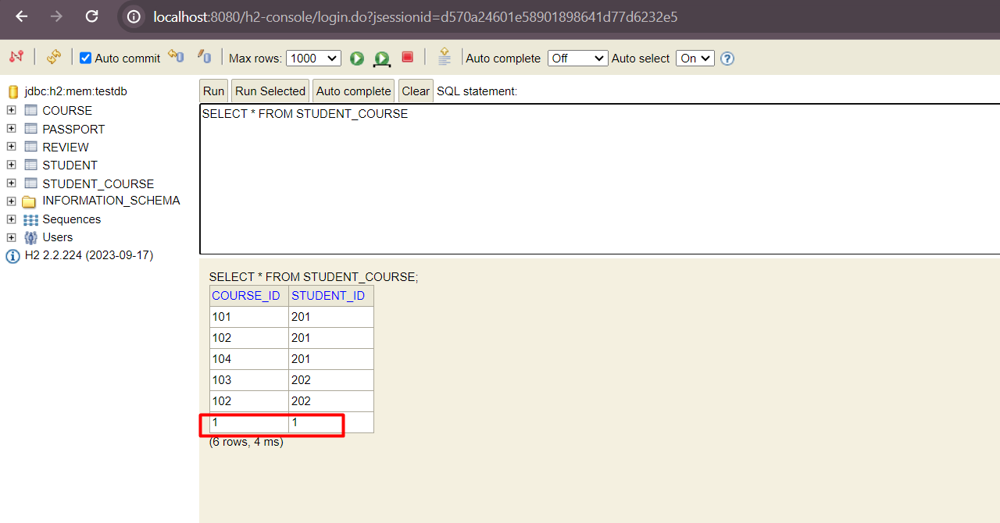 localhost:8080/h2-console/login.do?jsessionid=d570a24601e58901898641d77d6232e5
Auto commit Max rows: 1000 Auto complete Off Auto select On ?
jdbc:h2:mem:testdb
COURSE
PASSPORT
REVIEW
STUDENT
STUDENT_COURSE
INFORMATION_SCHEMA
Sequences
Users
H2 2.2.224 (2023-09-17)
Run Run Selected Auto complete Clear SQL statement:
SELECT * FROM STUDENT_COURSE
SELECT * FROM STUDENT_COURSE;
COURSE_ID STUDENT_ID
101 201
102 201
104 201
103 202
102 202
1 1
(6 rows, 4 ms)